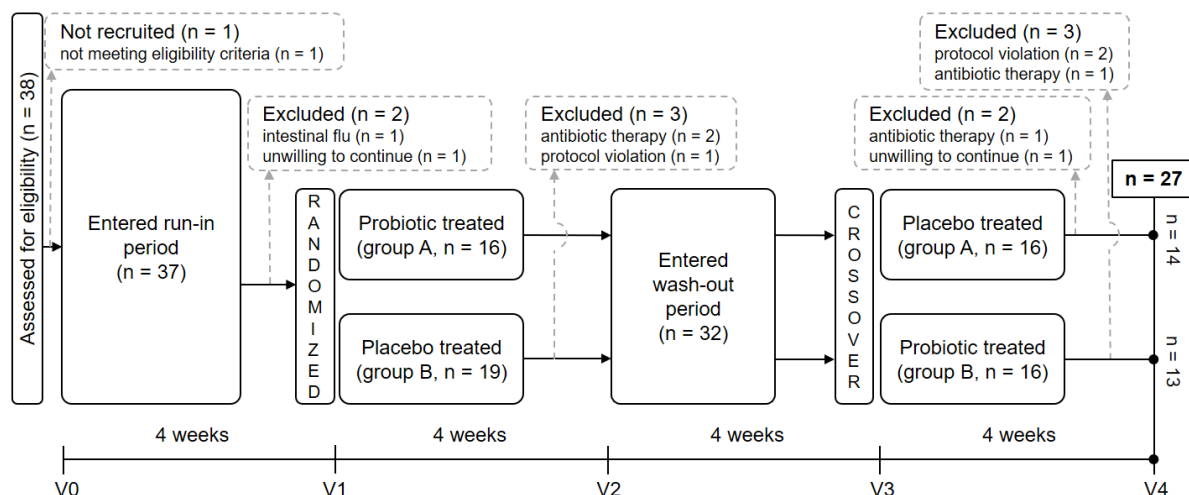 Assessed for eligibility (n = 38)
Not recruited (n = 1)
not meeting eligibility criteria (n = 1)
Entered run-in
period
(n = 37)
Excluded (n = 2)
intestinal flu (n = 1)
unwilling to continue (n = 1)
RANDOMIZED
Probiotic treated
(group A, n = 16)
Placebo treated
(group B, n = 19)
Excluded (n = 3)
antibiotic therapy (n = 2)
protocol violation (n = 1)
Entered
wash-out
period
(n = 32)
CROSSOVER
Placebo treated
(group A, n = 16)
Probiotic treated
(group B, n = 16)
Excluded (n = 2)
antibiotic therapy (n = 1)
unwilling to continue (n = 1)
Excluded (n = 3)
protocol violation (n = 2)
antibiotic therapy (n = 1)
n = 27
n = 14
n = 13
4 weeks
4 weeks
4 weeks
4 weeks
V0
V1
V2
V3
V4